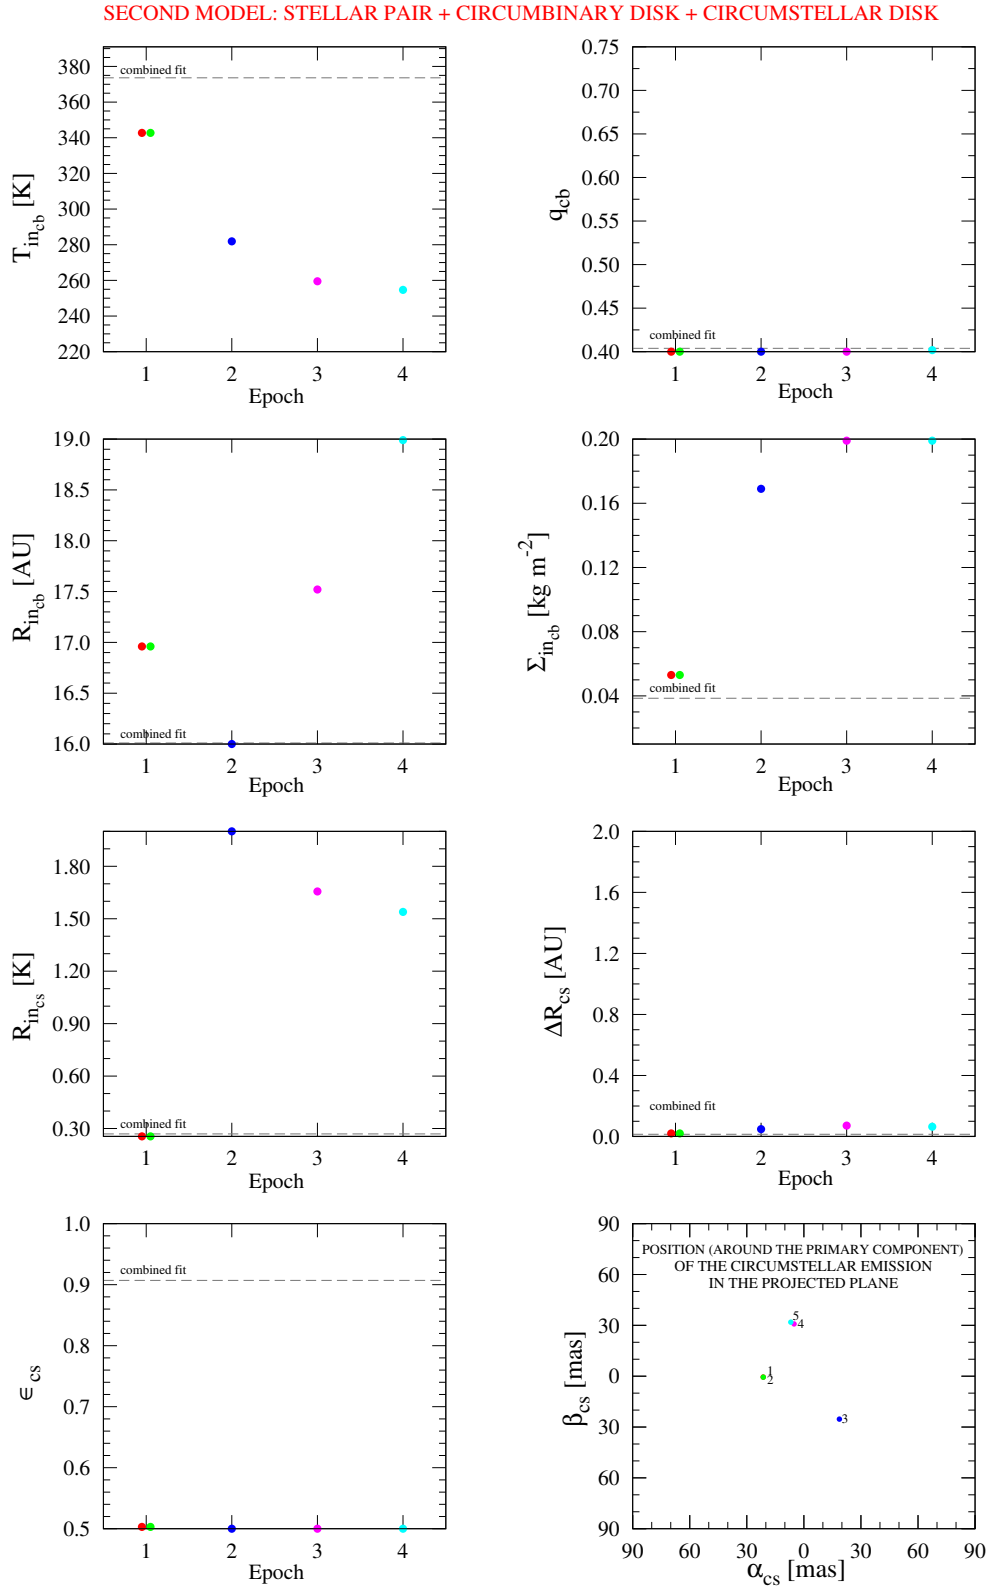 SECOND MODEL: STELLAR PAIR + CIRCUMBINARY DISK + CIRCUMSTELLAR DISK
380
360
340
320
300
280
260
240
220
combined fit
T_in_cb [K]
1 2 3 4
Epoch
0.75
0.70
0.65
0.60
0.55
0.50
0.45
0.40
combined fit
q_cb
1 2 3 4
Epoch
19.0
18.5
18.0
17.5
17.0
16.5
16.0
combined fit
R_in_cb [AU]
1 2 3 4
Epoch
0.20
0.16
0.12
0.08
0.04
combined fit
Σ_in_cb [kg m^-2]
1 2 3 4
Epoch
1.80
1.50
1.20
0.90
0.60
0.30
combined fit
R_in_cs [K]
1 2 3 4
Epoch
2.0
1.6
1.2
0.8
0.4
0.0
combined fit
ΔR_cs [AU]
1 2 3 4
Epoch
1.0
0.9
0.8
0.7
0.6
0.5
combined fit
ϵ_cs
1 2 3 4
Epoch
90
60
30
0
30
60
90
POSITION (AROUND THE PRIMARY COMPONENT)
OF THE CIRCUMSTELLAR EMISSION
IN THE PROJECTED PLANE
5
4
1
2
3
β_cs [mas]
90 60 30 0 30 60 90
α_cs [mas]